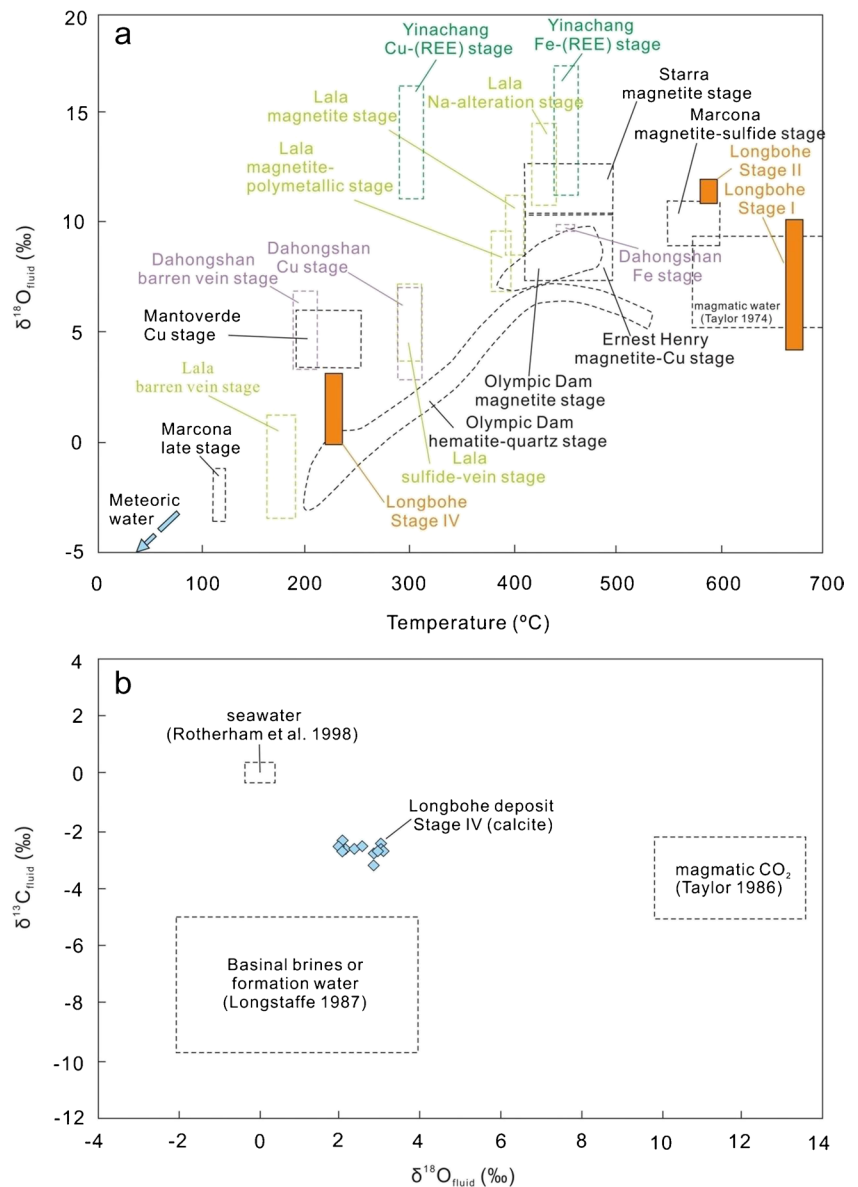 a
20
15
10
5
0
-5
δ¹⁸O_fluid (‰)
Yinachang
Cu-(REE) stage
Yinachang
Fe-(REE) stage
Lala
magnetite stage
Lala
Na-alteration stage
Starra
magnetite stage
Marcona
magnetite-sulfide stage
Lala
magnetite-
polymetallic stage
Longbohe
Stage II
Longbohe
Stage I
Dahongshan
barren vein stage
Dahongshan
Cu stage
Dahongshan
Fe stage
Mantoverde
Cu stage
magmatic water
(Taylor 1974)
Ernest Henry
magnetite-Cu stage
Lala
barren vein stage
Olympic Dam
magnetite stage
Olympic Dam
hematite-quartz stage
Marcona
late stage
Lala
sulfide-vein stage
Meteoric
water
Longbohe
Stage IV
0 100 200 300 400 500 600 700
Temperature (ºC)
b
4
2
0
-2
-4
-6
-8
-10
-12
δ¹³C_fluid (‰)
seawater
(Rotherham et al. 1998)
Longbohe deposit
Stage IV (calcite)
magmatic CO₂
(Taylor 1986)
Basinal brines or
formation water
(Longstaffe 1987)
-4 -2 0 2 4 6 8 10 12 14
δ¹⁸O_fluid (‰)